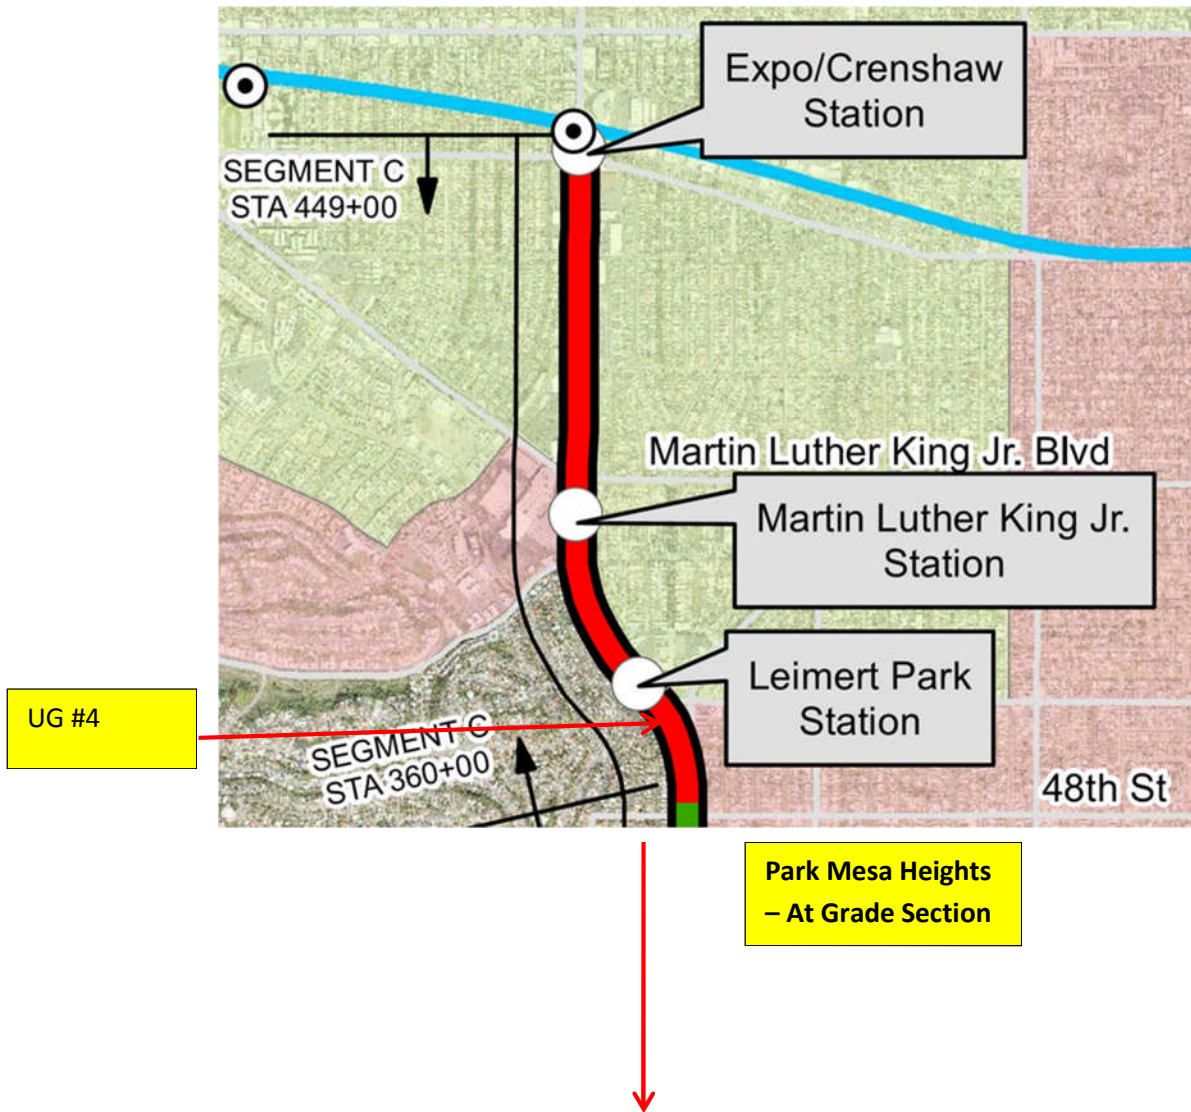 Expo/Crenshaw
Station
SEGMENT C
STA 449+00
Martin Luther King Jr. Blvd
Martin Luther King Jr.
Station
Leimert Park
Station
UG #4
SEGMENT C
STA 360+00
48th St
Park Mesa Heights
– At Grade Section